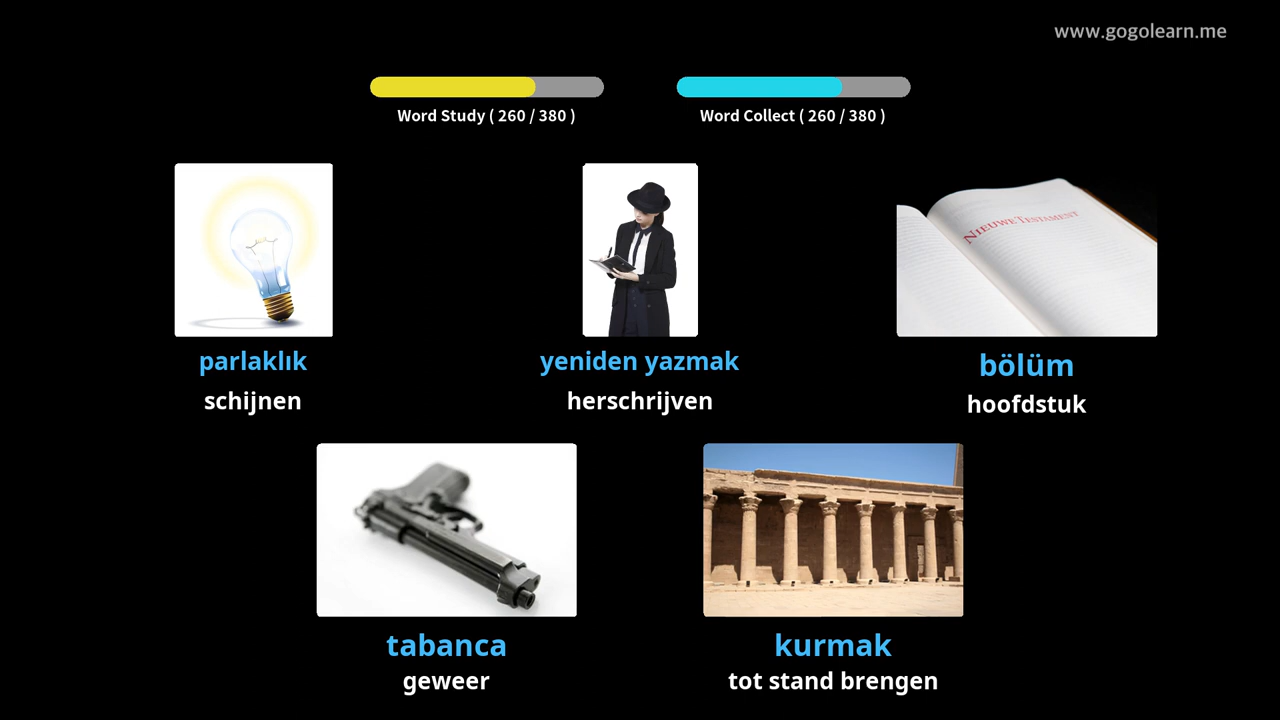 www.gogolearn.me
Word Study ( 260 / 380 )
Word Collect ( 260 / 380 )
NIEUWE TESTAMENT
parlaklık
schijnen
yeniden yazmak
herschrijven
bölüm
hoofdstuk
tabanca
geweer
kurmak
tot stand brengen